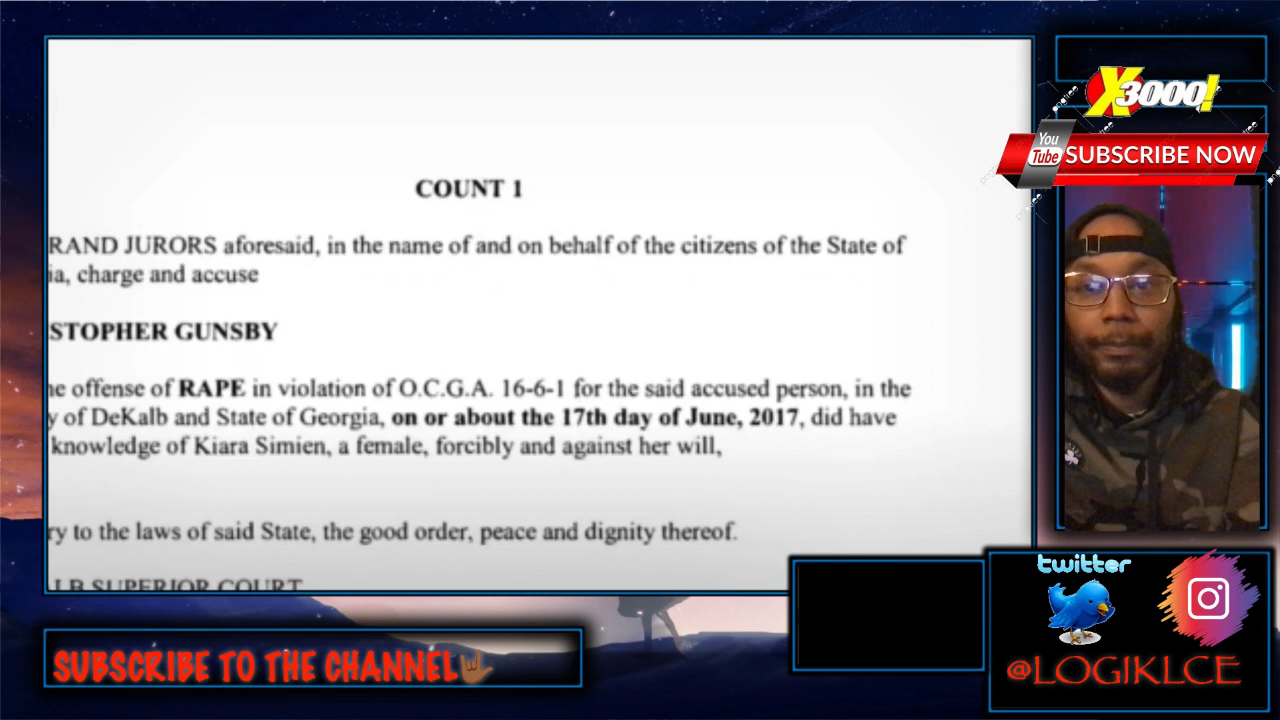 COUNT 1
RAND JURORS aforesaid, in the name of and on behalf of the citizens of the State of
ia, charge and accuse
STOPHER GUNSBY
he offense of RAPE in violation of O.C.G.A. 16-6-1 for the said accused person, in the
y of DeKalb and State of Georgia, on or about the 17th day of June, 2017, did have
knowledge of Kiara Simien, a female, forcibly and against her will,
ry to the laws of said State, the good order, peace and dignity thereof.
LB SUPERIOR COURT
X3000!
You
Tube
SUBSCRIBE NOW
twitter
@LOGIKLCE
SUBSCRIBE TO THE CHANNEL